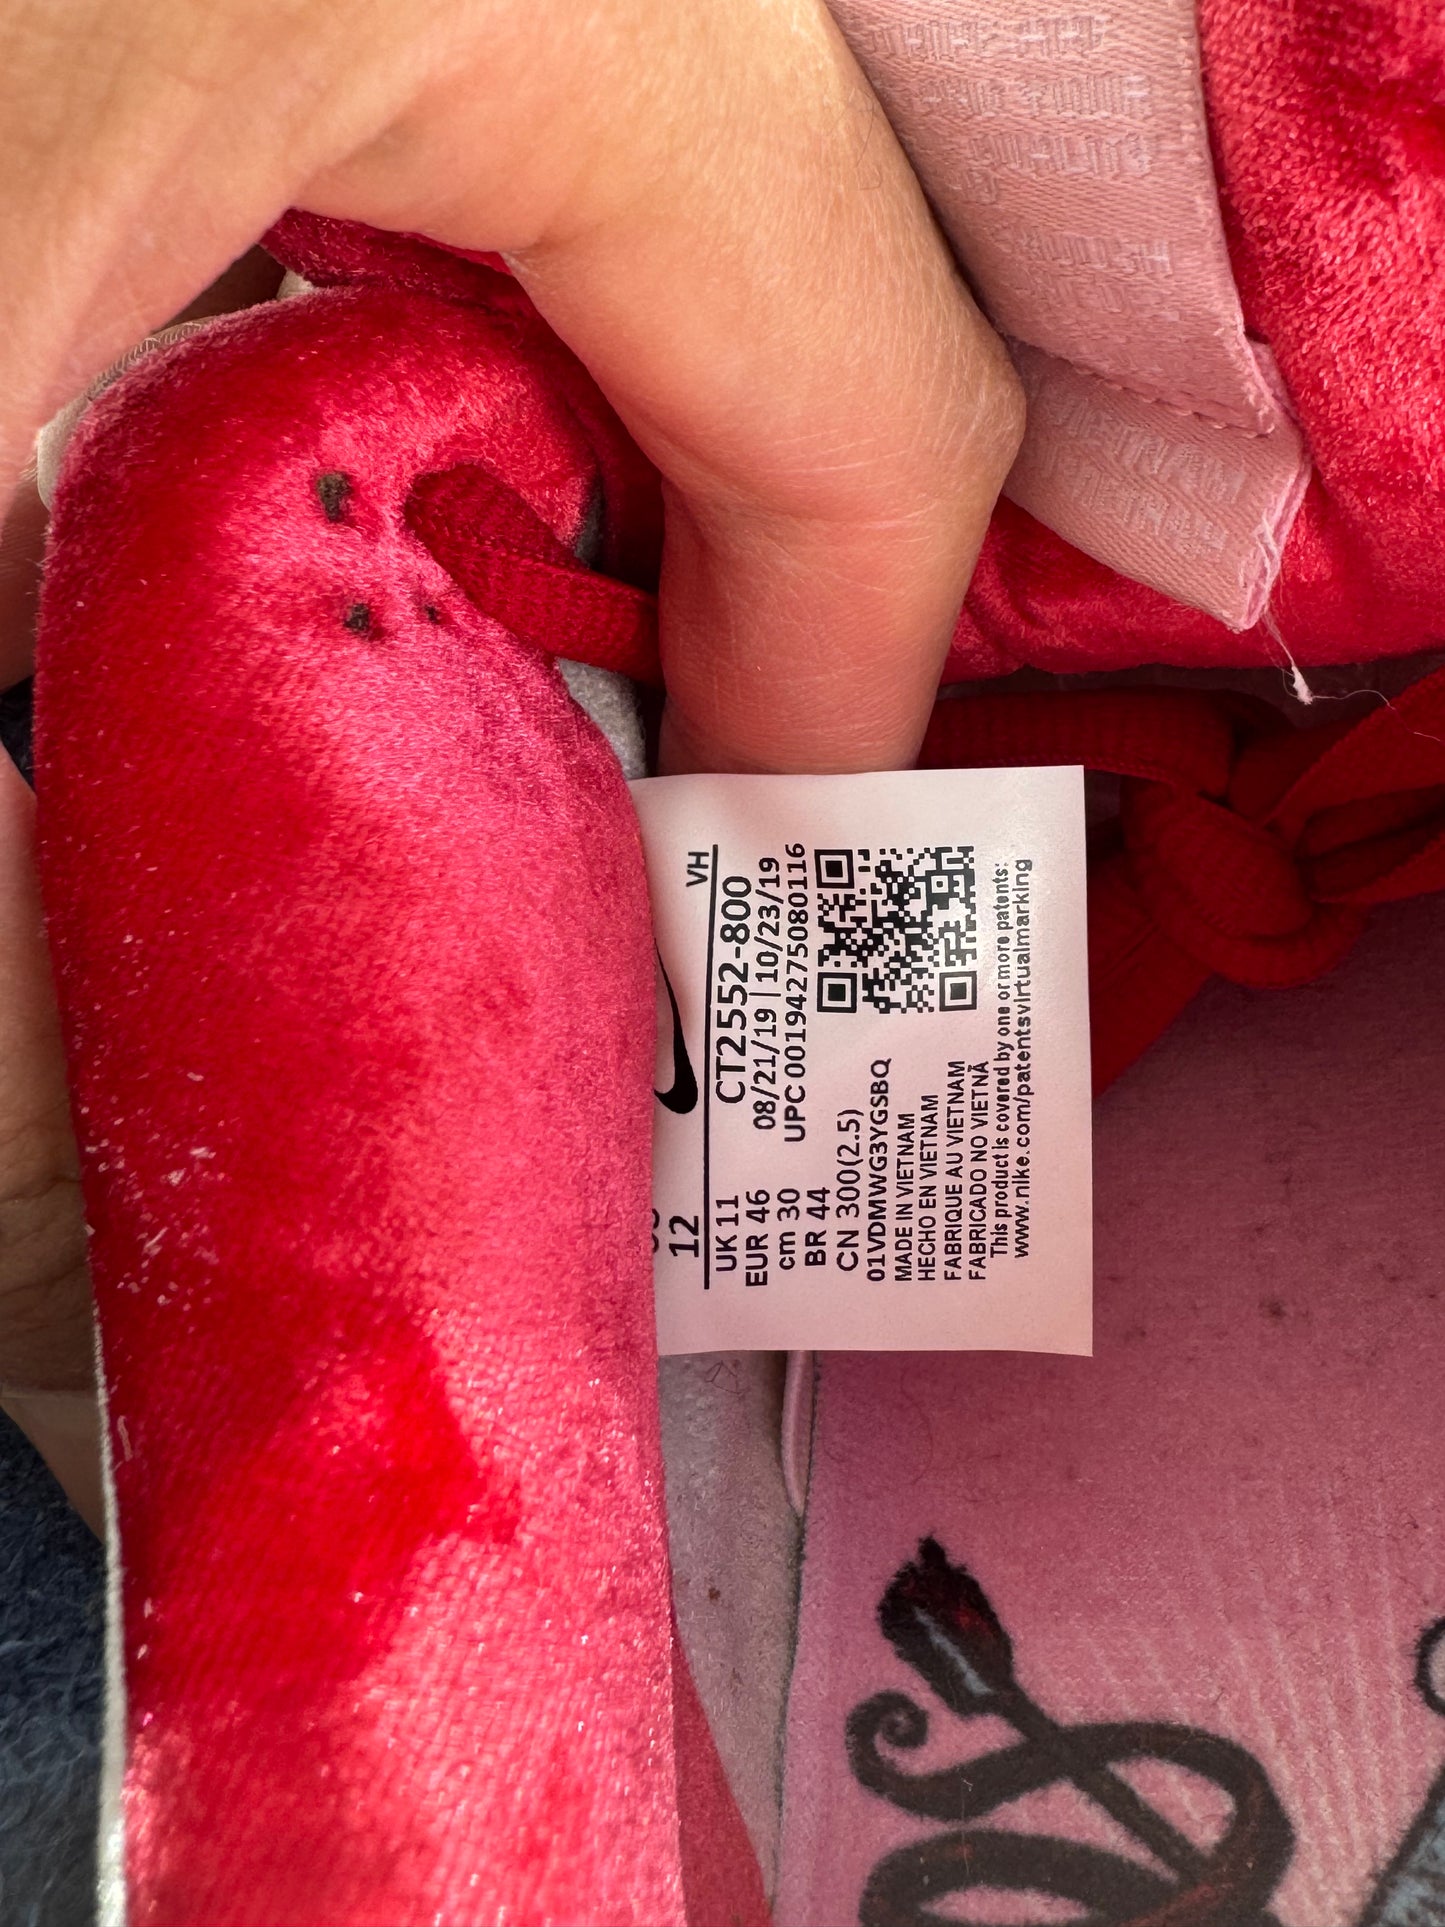 VH
CT2552-800
08/21/19 | 10/23/19
UPC 00194275080116
12
UK 11
EUR 46
cm 30
BR 44
CN 300(2.5)
01VDMWG3YGSBQ
MADE IN VIETNAM
HECHO EN VIETNAM
FABRIQUE AU VIETNAM
FABRICADO NO VIETNÃ
This product is covered by one or more patents:
www.nike.com/patentsvirtualmarking